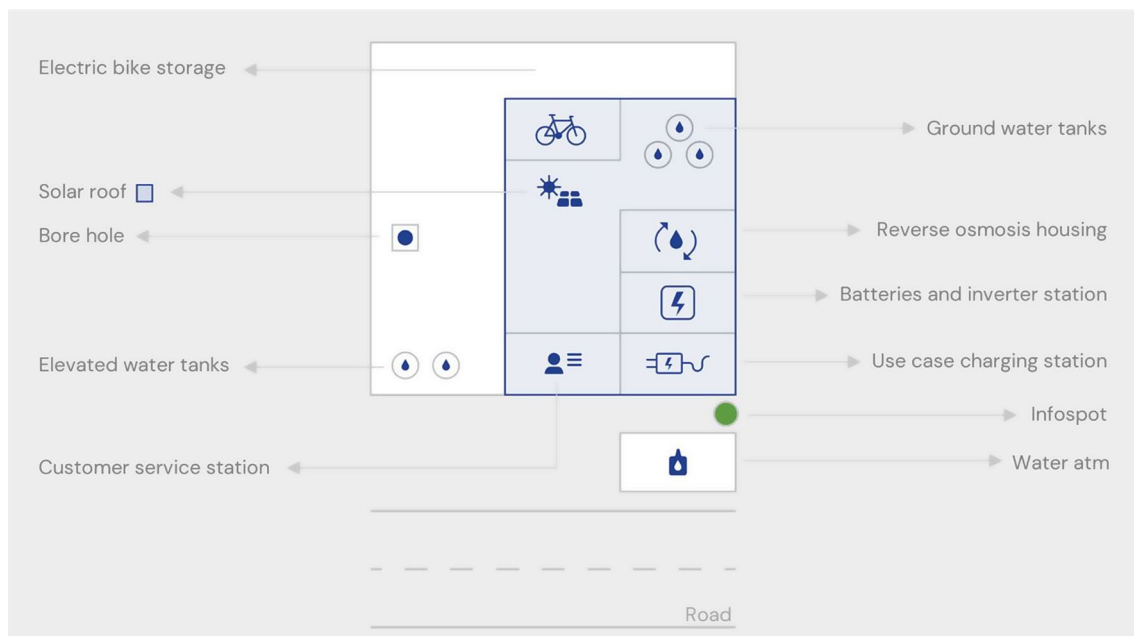 Electric bike storage
Ground water tanks
Solar roof
Bore hole
Reverse osmosis housing
Batteries and inverter station
Elevated water tanks
Use case charging station
Infospot
Customer service station
Water atm
Road